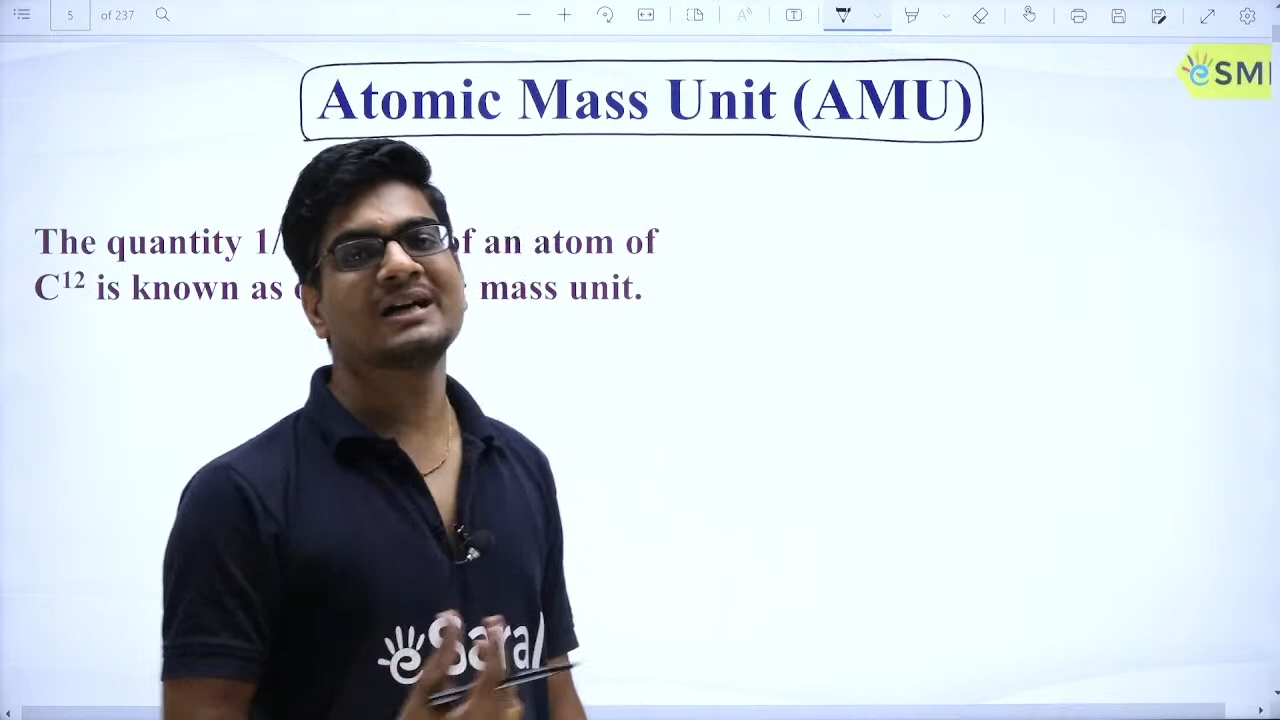 5 of 237
eSM
Atomic Mass Unit (AMU)
The quantity 1/ of an atom of
C¹² is known as mass unit.
eSaral